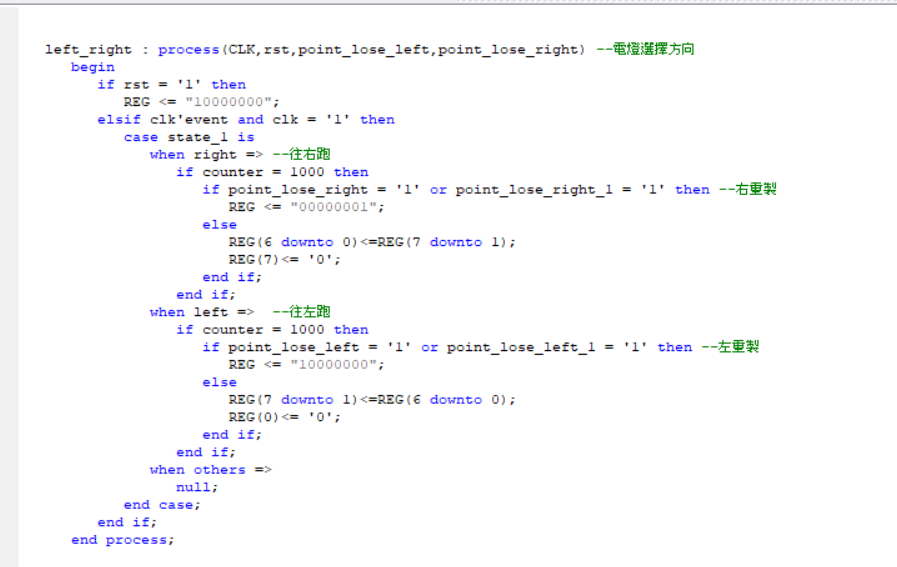 left_right : process(CLK,rst,point_lose_left,point_lose_right) --電燈選擇方向
begin
if rst = '1' then
REG <= "10000000";
elsif clk'event and clk = '1' then
case state_1 is
when right => --往右跑
if counter = 1000 then
if point_lose_right = '1' or point_lose_right_1 = '1' then --右重製
REG <= "00000001";
else
REG(6 downto 0)<=REG(7 downto 1);
REG(7)<= '0';
end if;
end if;
when left => --往左跑
if counter = 1000 then
if point_lose_left = '1' or point_lose_left_1 = '1' then --左重製
REG <= "10000000";
else
REG(7 downto 1)<=REG(6 downto 0);
REG(0)<= '0';
end if;
end if;
when others =>
null;
end case;
end if;
end process;